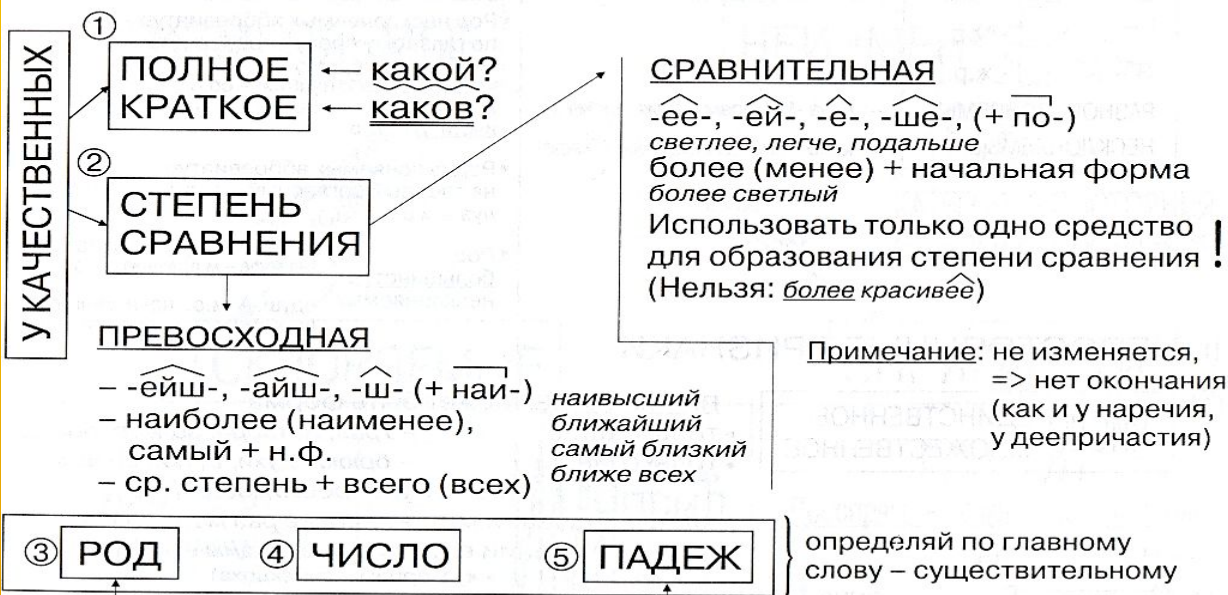 У КАЧЕСТВЕННЫХ
①
ПОЛНОЕ ← какой?
КРАТКОЕ ← каков?
②
СТЕПЕНЬ
СРАВНЕНИЯ
СРАВНИТЕЛЬНАЯ
-ее-, -ей-, -е-, -ше-, (+ по-)
светлее, легче, подальше
более (менее) + начальная форма
более светлый
Использовать только одно средство
для образования степени сравнения !
(Нельзя: более красивее)
Примечание: не изменяется,
=> нет окончания
(как и у наречия,
у деепричастия)
ПРЕВОСХОДНАЯ
– -ейш-, -айш-, -ш- (+ наи-)
– наиболее (наименее),
самый + н.ф.
– ср. степень + всего (всех)
наивысший
ближайший
самый близкий
ближе всех
③ РОД ④ ЧИСЛО ⑤ ПАДЕЖ
определяй по главному
слову – существительному